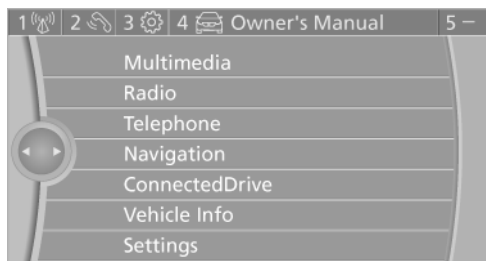 1 2 3 4 Owner's Manual 5 –
Multimedia
Radio
Telephone
Navigation
ConnectedDrive
Vehicle Info
Settings